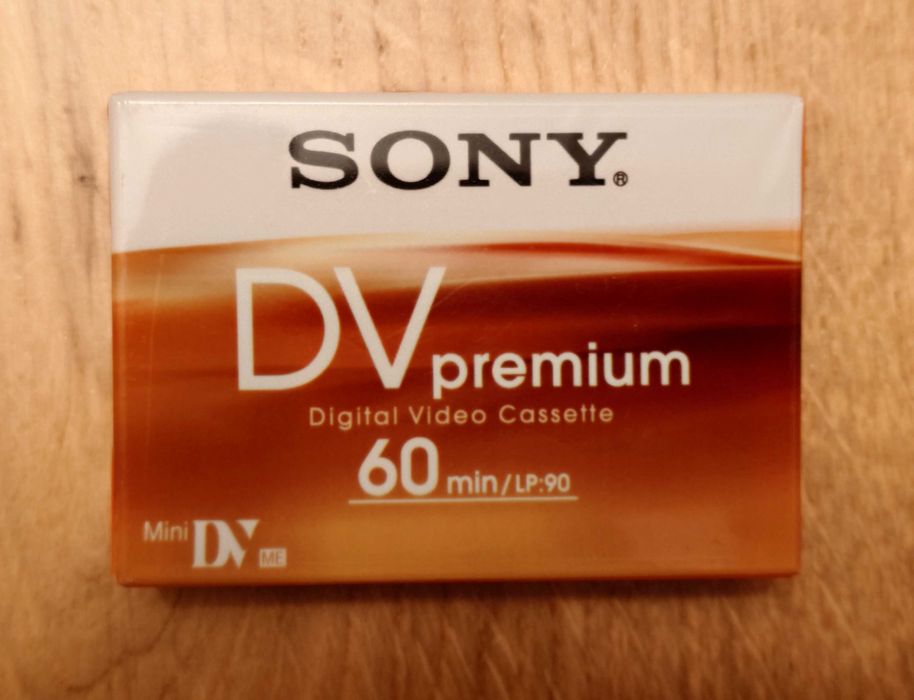 SONY®
DV premium
Digital Video Cassette
60 min/LP:90
Mini DV ME